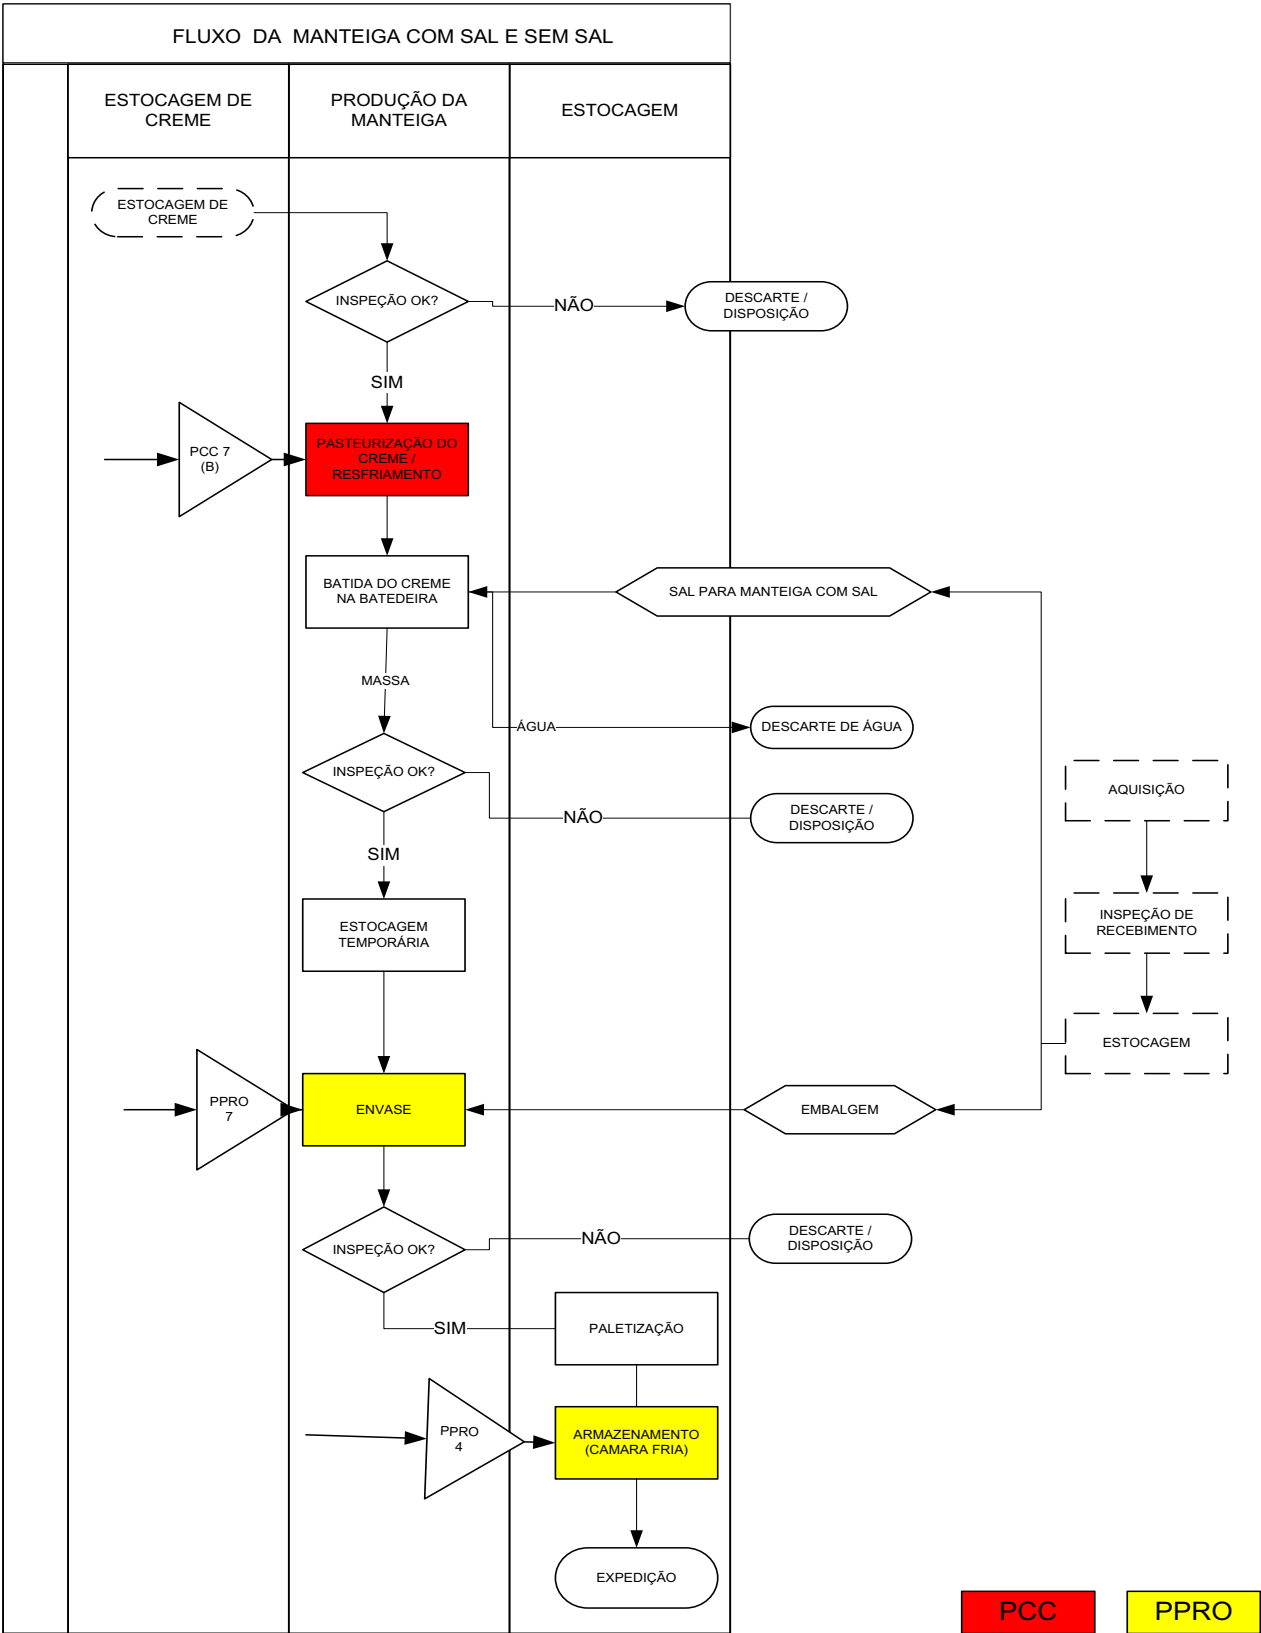 FLUXO DA MANTEIGA COM SAL E SEM SAL
ESTOCAGEM DE
CREME
PRODUÇÃO DA
MANTEIGA
ESTOCAGEM
ESTOCAGEM DE
CREME
INSPEÇÃO OK?
NÃO
DESCARTE /
DISPOSIÇÃO
SIM
PCC 7
(B)
PASTEURIZAÇÃO DO
CREME /
RESFRIAMENTO
BATIDA DO CREME
NA BATEDEIRA
SAL PARA MANTEIGA COM SAL
MASSA
ÁGUA
DESCARTE DE ÁGUA
INSPEÇÃO OK?
NÃO
DESCARTE /
DISPOSIÇÃO
AQUISIÇÃO
SIM
ESTOCAGEM
TEMPORÁRIA
INSPEÇÃO DE
RECEBIMENTO
ESTOCAGEM
PPRO
7
ENVASE
EMBALGEM
INSPEÇÃO OK?
NÃO
DESCARTE /
DISPOSIÇÃO
SIM
PALETIZAÇÃO
PPRO
4
ARMAZENAMENTO
(CAMARA FRIA)
EXPEDIÇÃO
PCC
PPRO